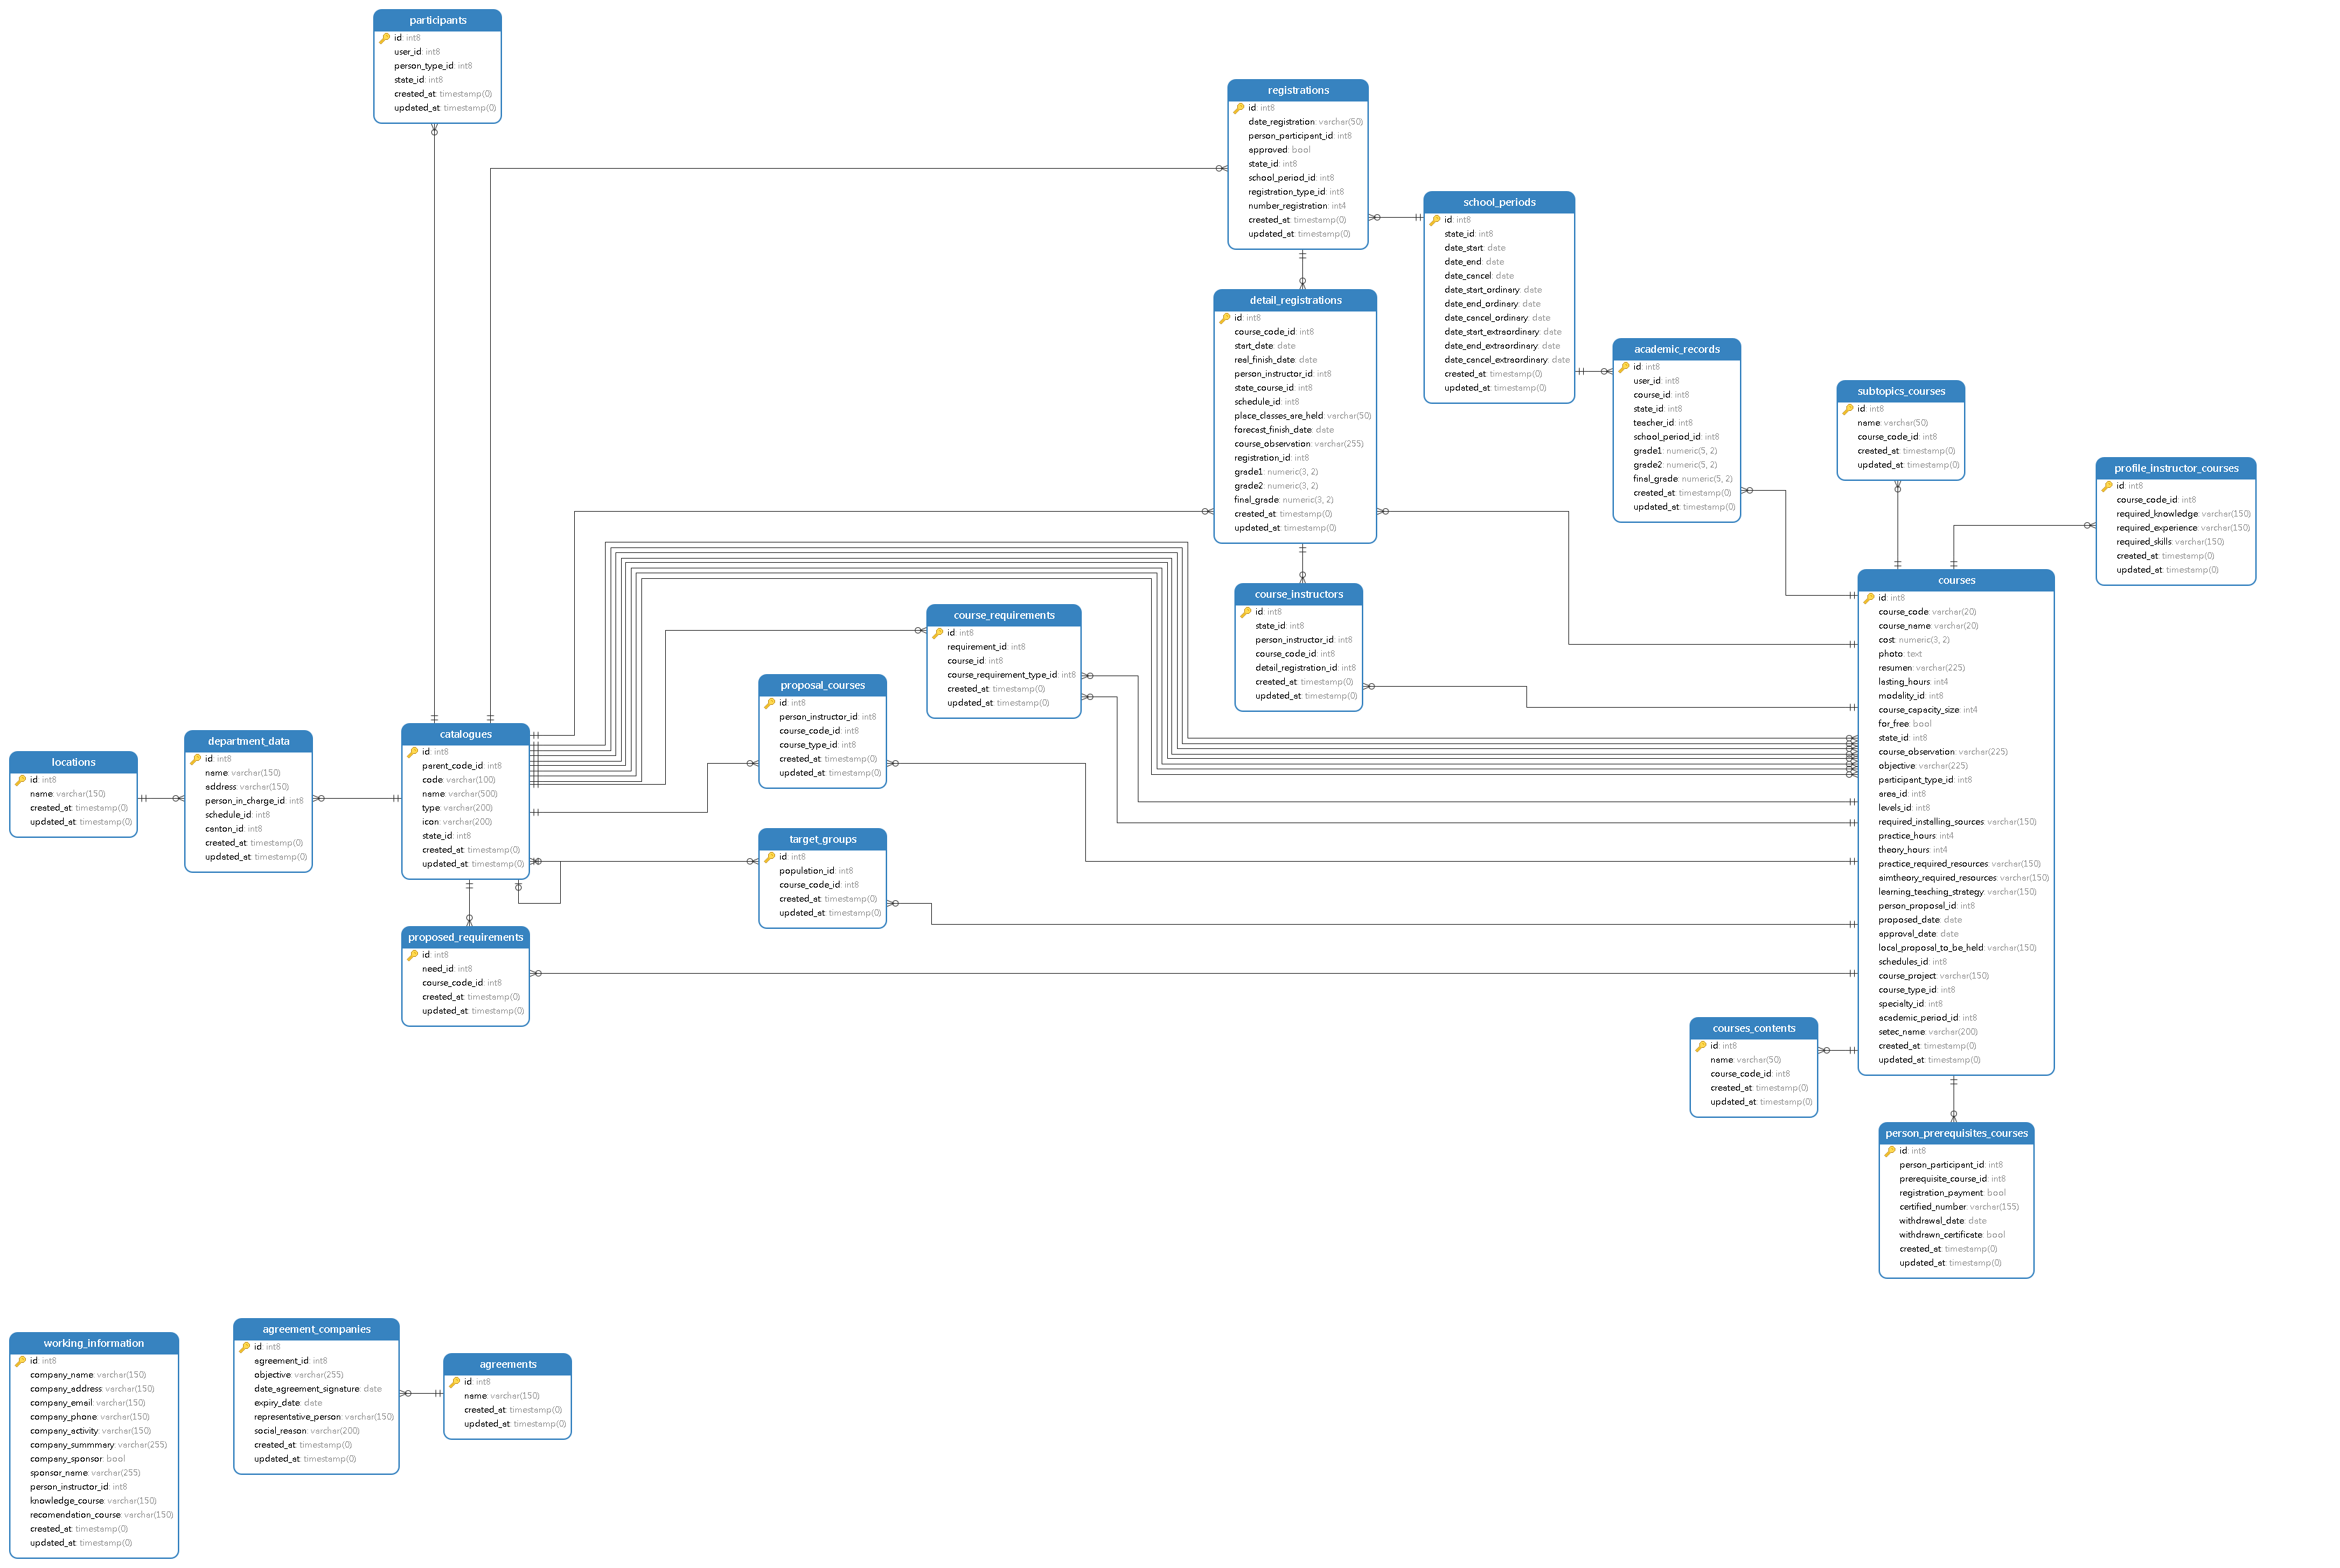 participants
id: int8
user_id: int8
person_type_id: int8
state_id: int8
created_at: timestamp(0)
updated_at: timestamp(0)
registrations
id: int8
date_registration: varchar(50)
person_participant_id: int8
approved: bool
state_id: int8
school_period_id: int8
registration_type_id: int8
number_registration: int4
created_at: timestamp(0)
updated_at: timestamp(0)
school_periods
id: int8
state_id: int8
date_start: date
date_end: date
date_cancel: date
date_start_ordinary: date
date_end_ordinary: date
date_cancel_ordinary: date
date_start_extraordinary: date
date_end_extraordinary: date
date_cancel_extraordinary: date
created_at: timestamp(0)
updated_at: timestamp(0)
detail_registrations
id: int8
course_code_id: int8
start_date: date
real_finish_date: date
person_instructor_id: int8
state_course_id: int8
schedule_id: int8
place_classes_are_held: varchar(50)
forecast_finish_date: date
course_observation: varchar(255)
registration_id: int8
grade1: numeric(3, 2)
grade2: numeric(3, 2)
final_grade: numeric(3, 2)
created_at: timestamp(0)
updated_at: timestamp(0)
academic_records
id: int8
user_id: int8
course_id: int8
state_id: int8
teacher_id: int8
school_period_id: int8
grade1: numeric(5, 2)
grade2: numeric(5, 2)
final_grade: numeric(5, 2)
created_at: timestamp(0)
updated_at: timestamp(0)
subtopics_courses
id: int8
name: varchar(50)
course_code_id: int8
created_at: timestamp(0)
updated_at: timestamp(0)
profile_instructor_courses
id: int8
course_code_id: int8
required_knowledge: varchar(150)
required_experience: varchar(150)
required_skills: varchar(150)
created_at: timestamp(0)
updated_at: timestamp(0)
courses
id: int8
course_code: varchar(20)
course_name: varchar(20)
cost: numeric(3, 2)
photo: text
resumen: varchar(225)
lasting_hours: int4
modality_id: int8
course_capacity_size: int4
for_free: bool
state_id: int8
course_observation: varchar(225)
objective: varchar(225)
participant_type_id: int8
area_id: int8
levels_id: int8
required_installing_sources: varchar(150)
practice_hours: int4
theory_hours: int4
practice_required_resources: varchar(150)
aimtheory_required_resources: varchar(150)
learning_teaching_strategy: varchar(150)
person_proposal_id: int8
proposed_date: date
approval_date: date
local_proposal_to_be_held: varchar(150)
schedules_id: int8
course_project: varchar(150)
course_type_id: int8
specialty_id: int8
academic_period_id: int8
setec_name: varchar(200)
created_at: timestamp(0)
updated_at: timestamp(0)
course_instructors
id: int8
state_id: int8
person_instructor_id: int8
course_code_id: int8
detail_registration_id: int8
created_at: timestamp(0)
updated_at: timestamp(0)
course_requirements
id: int8
requirement_id: int8
course_id: int8
course_requirement_type_id: int8
created_at: timestamp(0)
updated_at: timestamp(0)
proposal_courses
id: int8
person_instructor_id: int8
course_code_id: int8
course_type_id: int8
created_at: timestamp(0)
updated_at: timestamp(0)
catalogues
id: int8
parent_code_id: int8
code: varchar(100)
name: varchar(500)
type: varchar(200)
icon: varchar(200)
state_id: int8
created_at: timestamp(0)
updated_at: timestamp(0)
department_data
id: int8
name: varchar(150)
address: varchar(150)
person_in_charge_id: int8
schedule_id: int8
canton_id: int8
created_at: timestamp(0)
updated_at: timestamp(0)
locations
id: int8
name: varchar(150)
created_at: timestamp(0)
updated_at: timestamp(0)
target_groups
id: int8
population_id: int8
course_code_id: int8
created_at: timestamp(0)
updated_at: timestamp(0)
proposed_requirements
id: int8
need_id: int8
course_code_id: int8
created_at: timestamp(0)
updated_at: timestamp(0)
courses_contents
id: int8
name: varchar(50)
course_code_id: int8
created_at: timestamp(0)
updated_at: timestamp(0)
person_prerequisites_courses
id: int8
person_participant_id: int8
prerequisite_course_id: int8
registration_payment: bool
certified_number: varchar(155)
withdrawal_date: date
withdrawn_certificate: bool
created_at: timestamp(0)
updated_at: timestamp(0)
working_information
id: int8
company_name: varchar(150)
company_address: varchar(150)
company_email: varchar(150)
company_phone: varchar(150)
company_activity: varchar(150)
company_summmary: varchar(255)
company_sponsor: bool
sponsor_name: varchar(255)
person_instructor_id: int8
knowledge_course: varchar(150)
recomendation_course: varchar(150)
created_at: timestamp(0)
updated_at: timestamp(0)
agreement_companies
id: int8
agreement_id: int8
objective: varchar(255)
date_agreement_signature: date
expiry_date: date
representative_person: varchar(150)
social_reason: varchar(200)
created_at: timestamp(0)
updated_at: timestamp(0)
agreements
id: int8
name: varchar(150)
created_at: timestamp(0)
updated_at: timestamp(0)